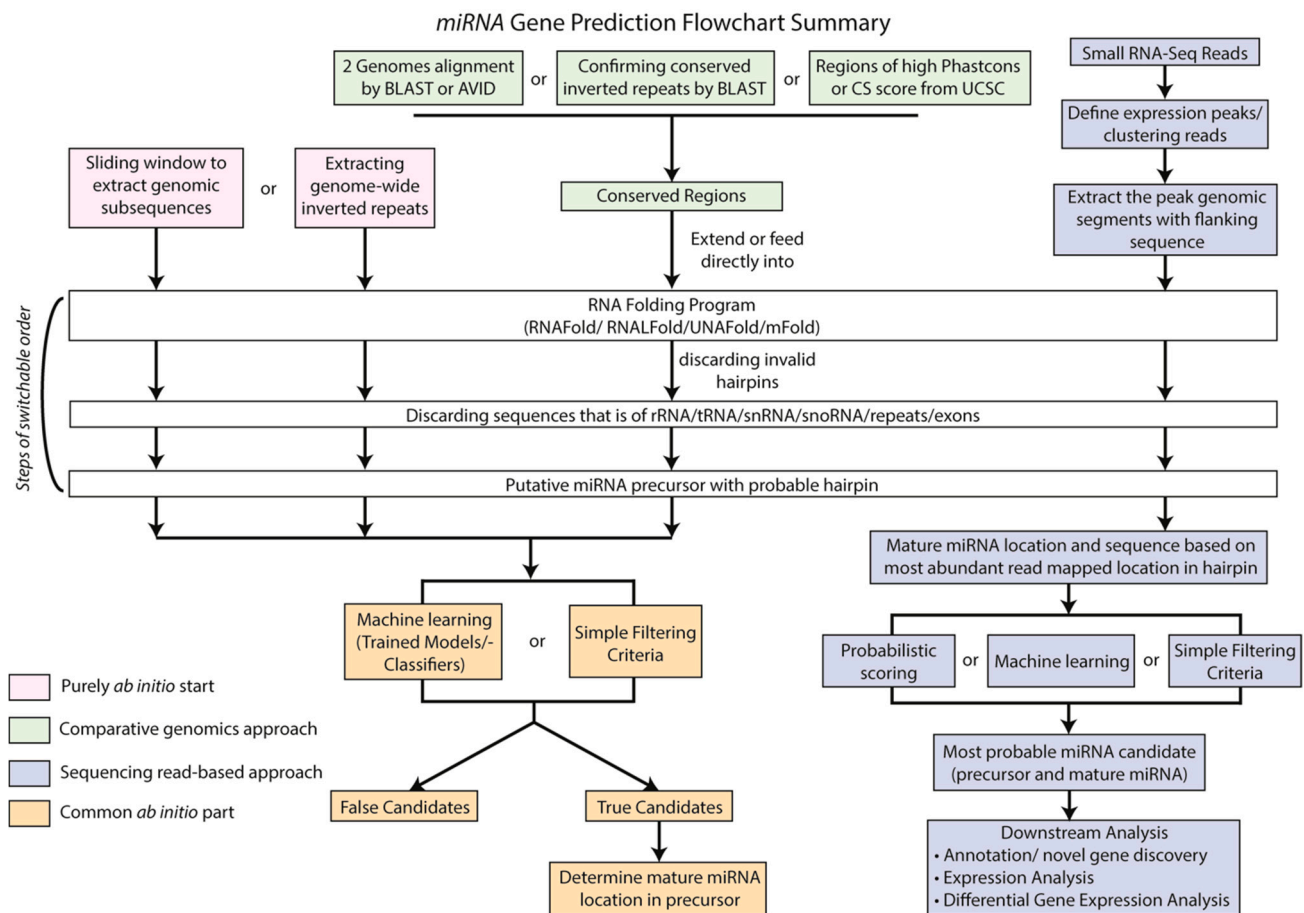 miRNA Gene Prediction Flowchart Summary
2 Genomes alignment
by BLAST or AVID
or
Confirming conserved
inverted repeats by BLAST
or
Regions of high Phastcons
or CS score from UCSC
Small RNA-Seq Reads
Define expression peaks/
clustering reads
Sliding window to
extract genomic
subsequences
or
Extracting
genome-wide
inverted repeats
Conserved Regions
Extract the peak genomic
segments with flanking
sequence
Extend or feed
directly into
Steps of switchable order
RNA Folding Program
(RNAFold/ RNALFold/UNAFold/mFold)
discarding invalid
hairpins
Discarding sequences that is of rRNA/tRNA/snRNA/snoRNA/repeats/exons
Putative miRNA precursor with probable hairpin
Mature miRNA location and sequence based on
most abundant read mapped location in hairpin
Machine learning
(Trained Models/-
Classifiers)
or
Simple Filtering
Criteria
Probabilistic
scoring
or
Machine learning
or
Simple Filtering
Criteria
Purely ab initio start
Comparative genomics approach
Sequencing read-based approach
Common ab initio part
False Candidates
True Candidates
Determine mature miRNA
location in precursor
Most probable miRNA candidate
(precursor and mature miRNA)
Downstream Analysis
• Annotation/ novel gene discovery
• Expression Analysis
• Differential Gene Expression Analysis